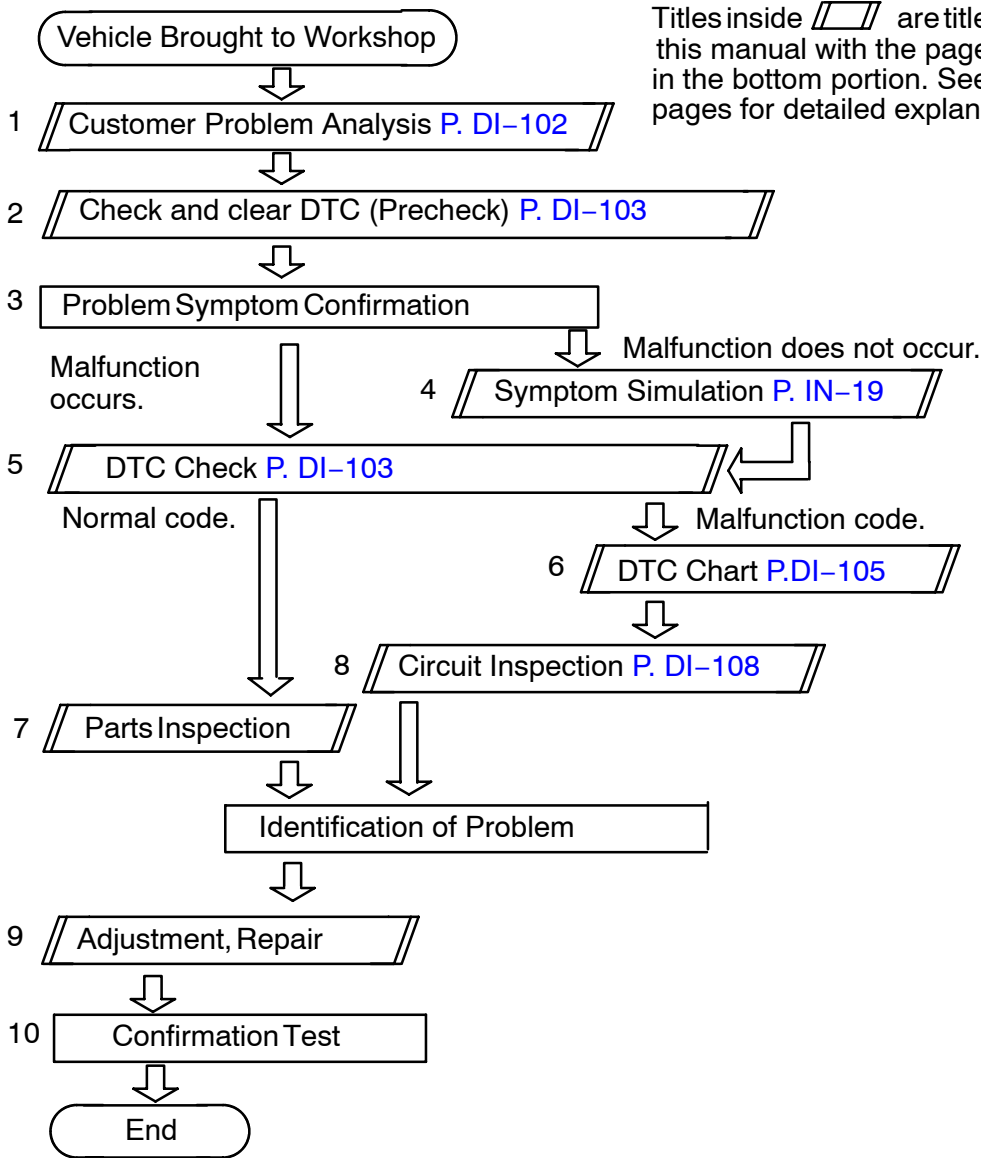 Vehicle Brought to Workshop
Titles inside are title
this manual with the page
in the bottom portion. See
pages for detailed explan
1 Customer Problem Analysis P. DI–102
2 Check and clear DTC (Precheck) P. DI–103
3 Problem Symptom Confirmation
Malfunction does not occur.
Malfunction
occurs.
4 Symptom Simulation P. IN–19
5 DTC Check P. DI–103
Normal code.
Malfunction code.
6 DTC Chart P.DI–105
8 Circuit Inspection P. DI–108
7 Parts Inspection
Identification of Problem
9 Adjustment, Repair
10 Confirmation Test
End